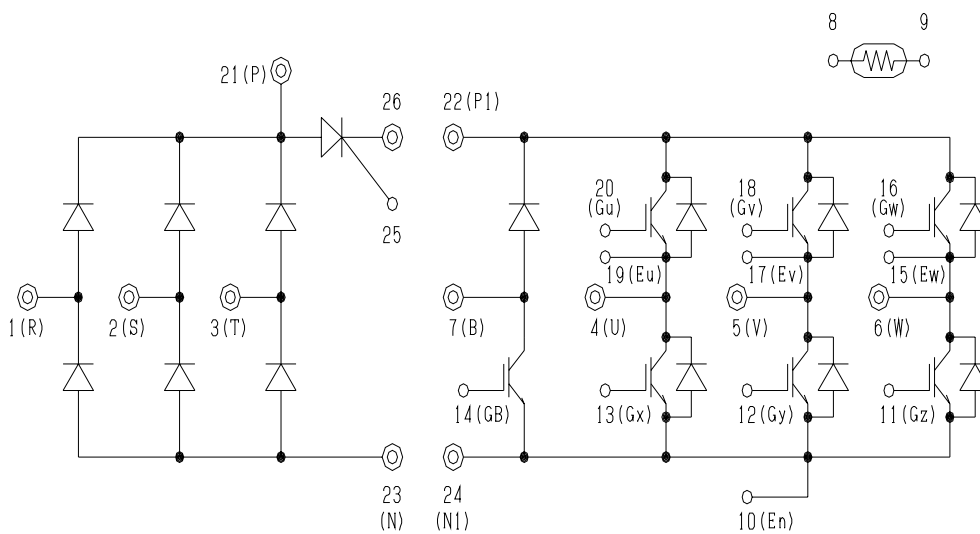 8 9
21(P)
26 22(P1)
20 18 16
(Gu) (Gv) (Gw)
25
19(Eu) 17(Ev) 15(Ew)
1(R) 2(S) 3(T) 7(B) 4(U) 5(V) 6(W)
14(GB) 13(Gx) 12(Gy) 11(Gz)
23 24
(N) (N1)
10(En)